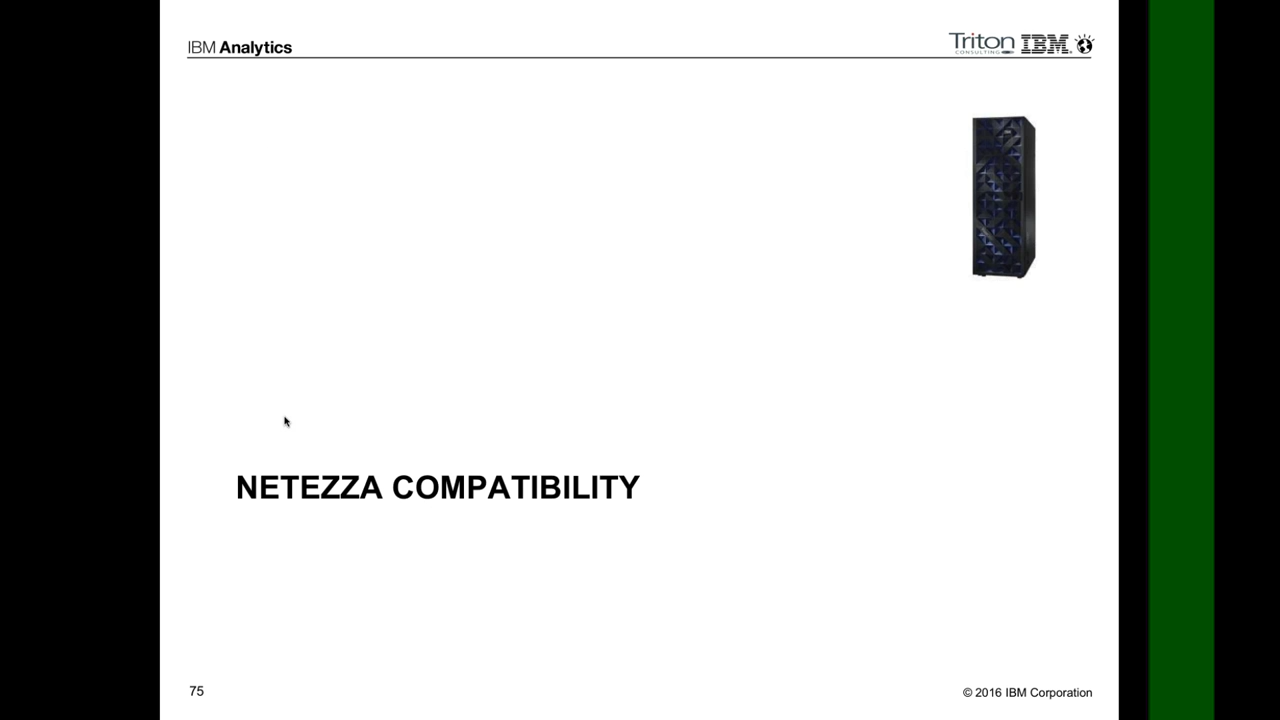 IBM Analytics
Triton
CONSULTING
IBM
NETEZZA COMPATIBILITY
75
© 2016 IBM Corporation